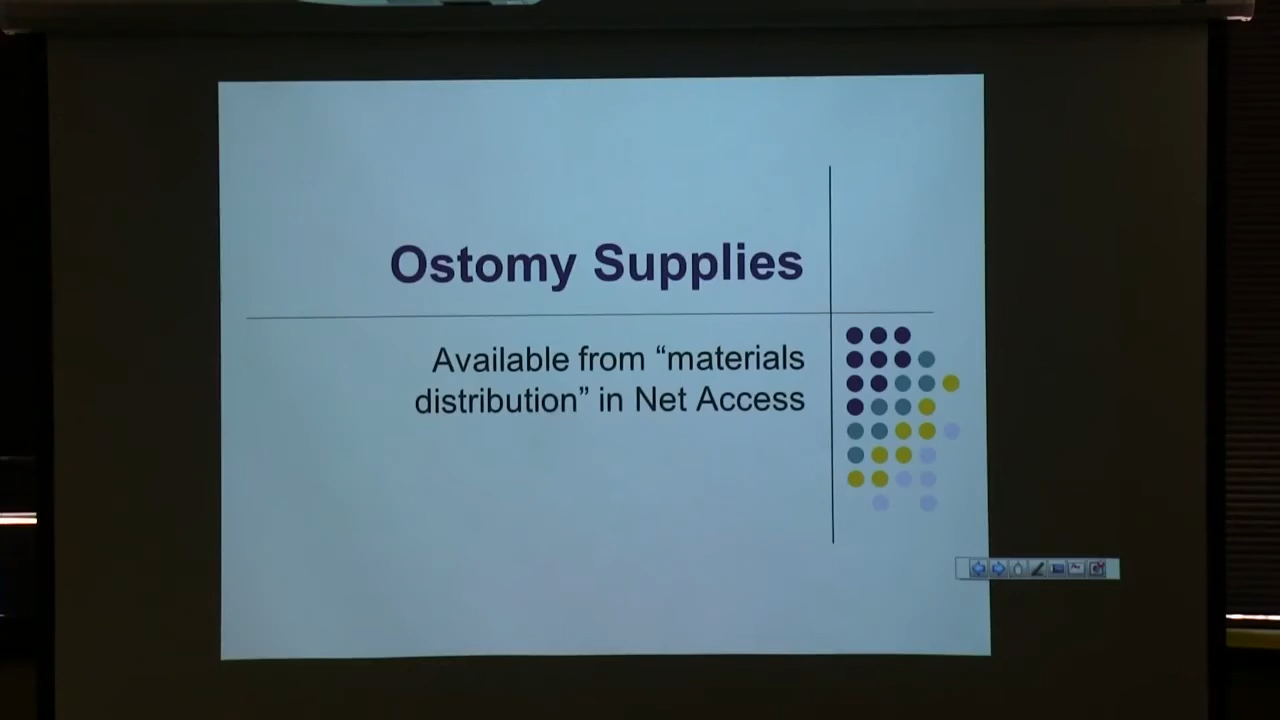 Ostomy Supplies
Available from “materials
distribution” in Net Access